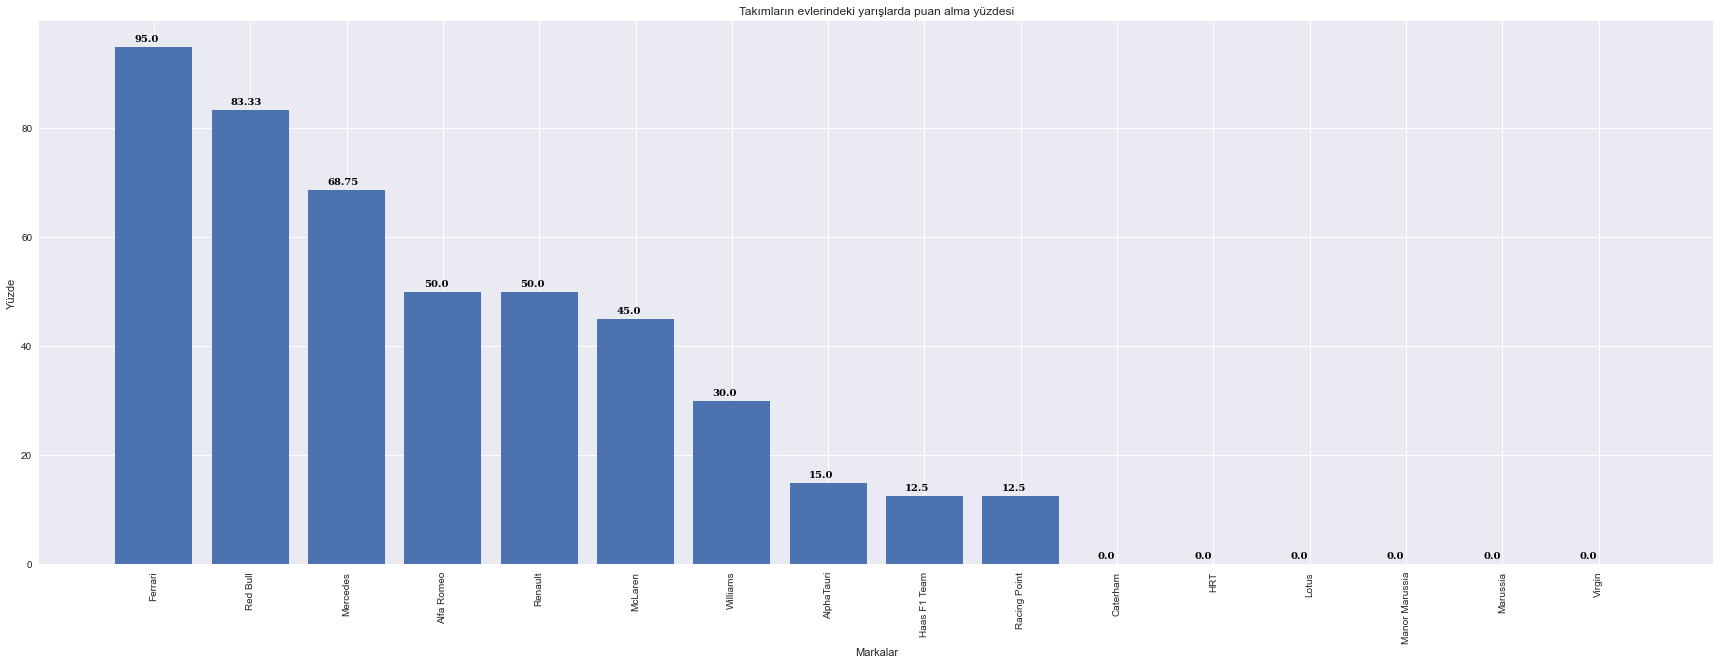 Takımların evlerindeki yarışlarda puan alma yüzdesi
95.0
83.33
68.75
50.0
50.0
45.0
30.0
15.0
12.5
12.5
0.0
0.0
0.0
0.0
0.0
0.0
80
60
40
20
0
Yüzde
Ferrari
Red Bull
Mercedes
Alfa Romeo
Renault
McLaren
Williams
AlphaTauri
Haas F1 Team
Racing Point
Caterham
HRT
Lotus
Manor Marussia
Marussia
Virgin
Markalar